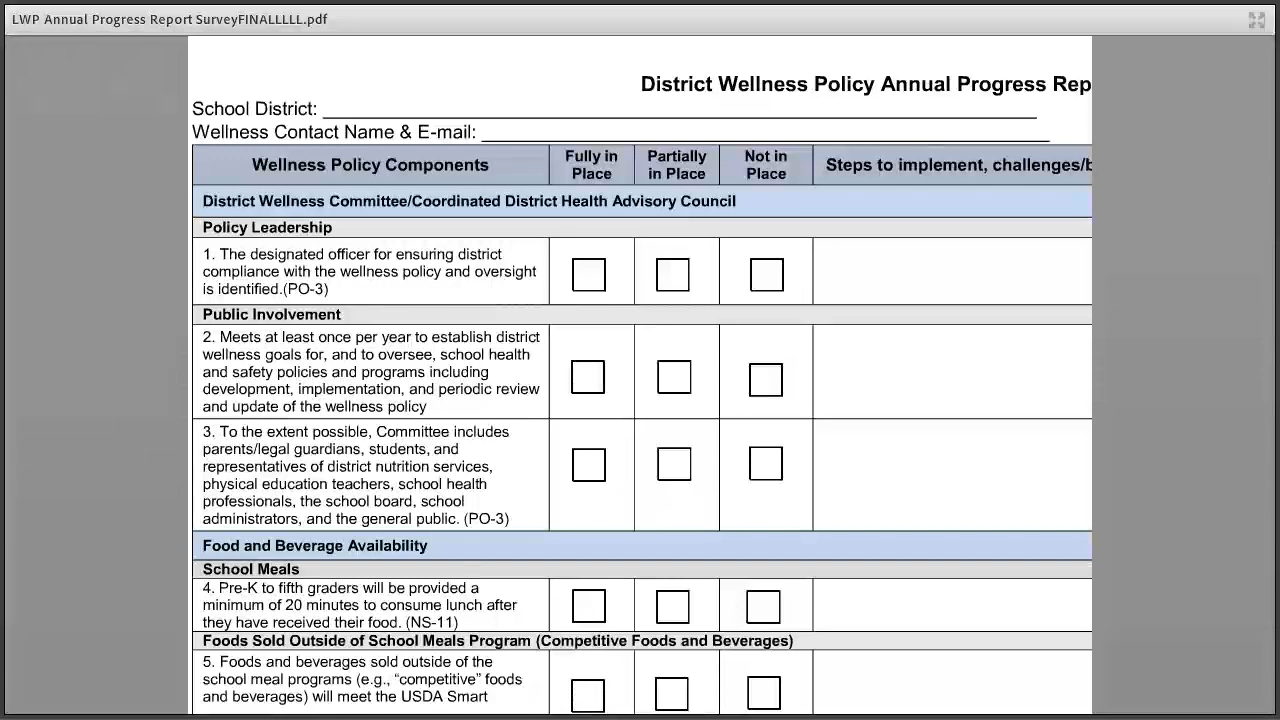 LWP Annual Progress Report SurveyFINALLLLL.pdf
District Wellness Policy Annual Progress Rep
School District:
Wellness Contact Name & E-mail:
Wellness Policy Components
Fully in
Place
Partially
in Place
Not in
Place
Steps to implement, challenges/b
District Wellness Committee/Coordinated District Health Advisory Council
Policy Leadership
1. The designated officer for ensuring district
compliance with the wellness policy and oversight
is identified.(PO-3)
Public Involvement
2. Meets at least once per year to establish district
wellness goals for, and to oversee, school health
and safety policies and programs including
development, implementation, and periodic review
and update of the wellness policy
3. To the extent possible, Committee includes
parents/legal guardians, students, and
representatives of district nutrition services,
physical education teachers, school health
professionals, the school board, school
administrators, and the general public. (PO-3)
Food and Beverage Availability
School Meals
4. Pre-K to fifth graders will be provided a
minimum of 20 minutes to consume lunch after
they have received their food. (NS-11)
Foods Sold Outside of School Meals Program (Competitive Foods and Beverages)
5. Foods and beverages sold outside of the
school meal programs (e.g., “competitive” foods
and beverages) will meet the USDA Smart